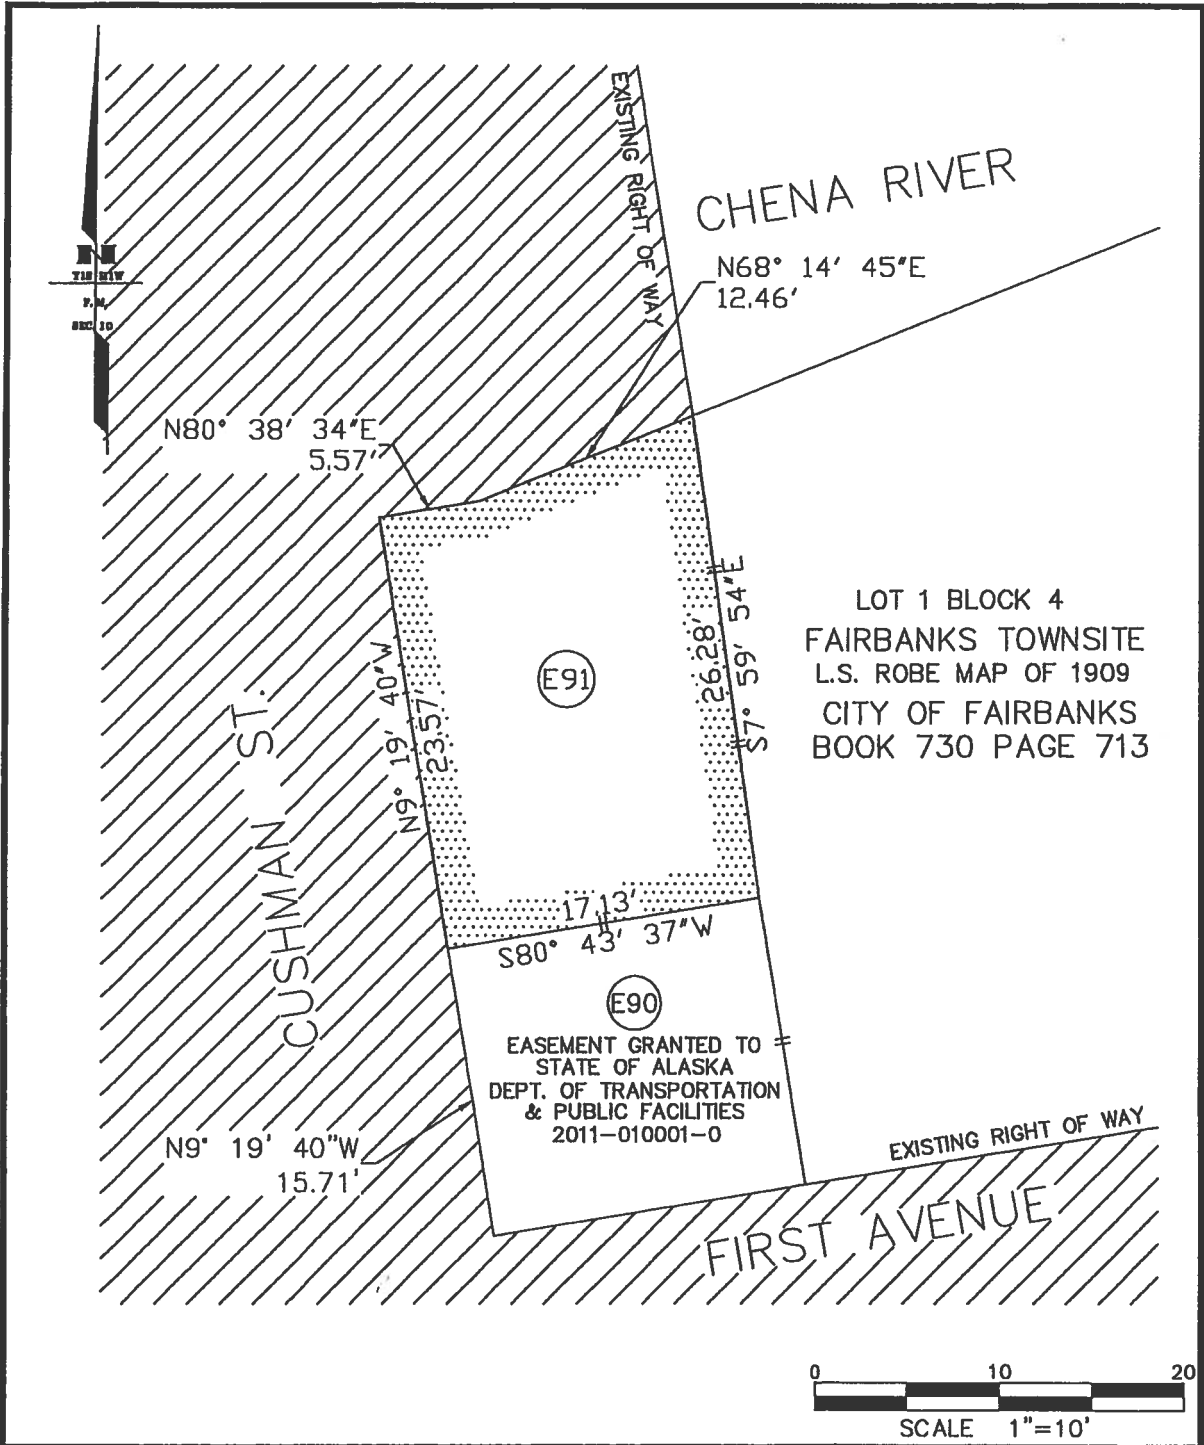 EXISTING RIGHT OF WAY
CHENA RIVER
N68° 14' 45"E
12.46'
F.M.
SEC. 10
N80° 38' 34"E
5.57'
N9° 19' 40"W
23.57'
E91
26.28'
S7° 59' 54"E
LOT 1 BLOCK 4
FAIRBANKS TOWNSITE
L.S. ROBE MAP OF 1909
CITY OF FAIRBANKS
BOOK 730 PAGE 713
CUSHMAN ST.
17.13'
S80° 43' 37"W
E90
EASEMENT GRANTED TO
STATE OF ALASKA
DEPT. OF TRANSPORTATION
& PUBLIC FACILITIES
2011-010001-0
N9° 19' 40"W
15.71'
EXISTING RIGHT OF WAY
FIRST AVENUE
0 10 20
SCALE 1"=10'